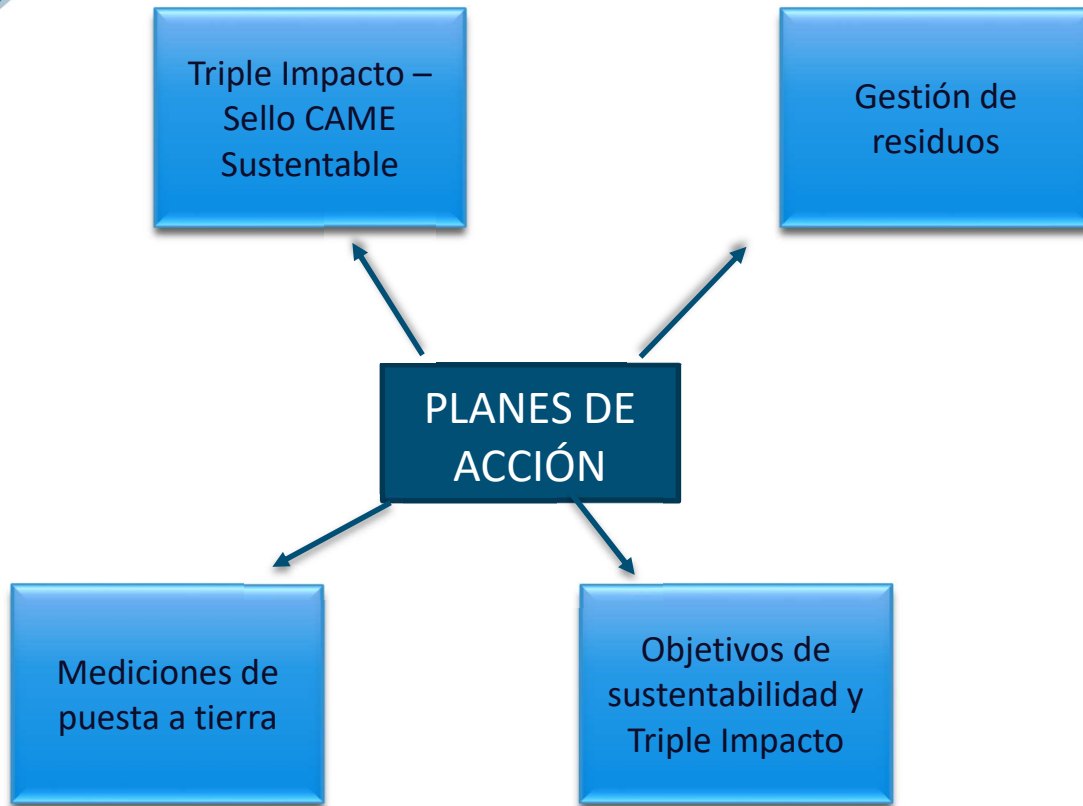 Triple Impacto –
Sello CAME
Sustentable
Gestión de
residuos
PLANES DE
ACCIÓN
Mediciones de
puesta a tierra
Objetivos de
sustentabilidad y
Triple Impacto